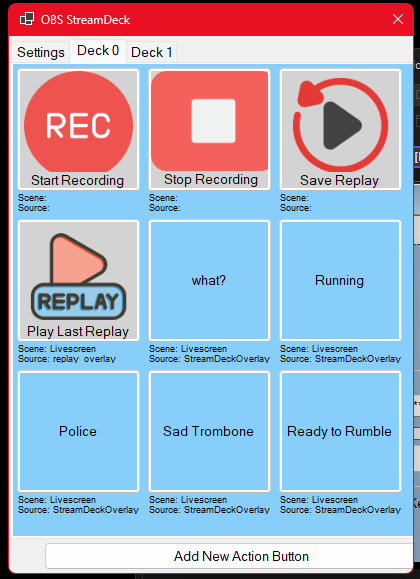 OBS StreamDeck
Settings Deck 0 Deck 1
REC
Start Recording
Stop Recording
Save Replay
Scene:
Source:
Scene:
Source:
Scene:
Source:
REPLAY
Play Last Replay
what?
Running
Scene: Livescreen
Source: replay_overlay
Scene: Livescreen
Source: StreamDeckOverlay
Scene: Livescreen
Source: StreamDeckOverlay
Police
Sad Trombone
Ready to Rumble
Scene: Livescreen
Source: StreamDeckOverlay
Scene: Livescreen
Source: StreamDeckOverlay
Scene: Livescreen
Source: StreamDeckOverlay
Add New Action Button